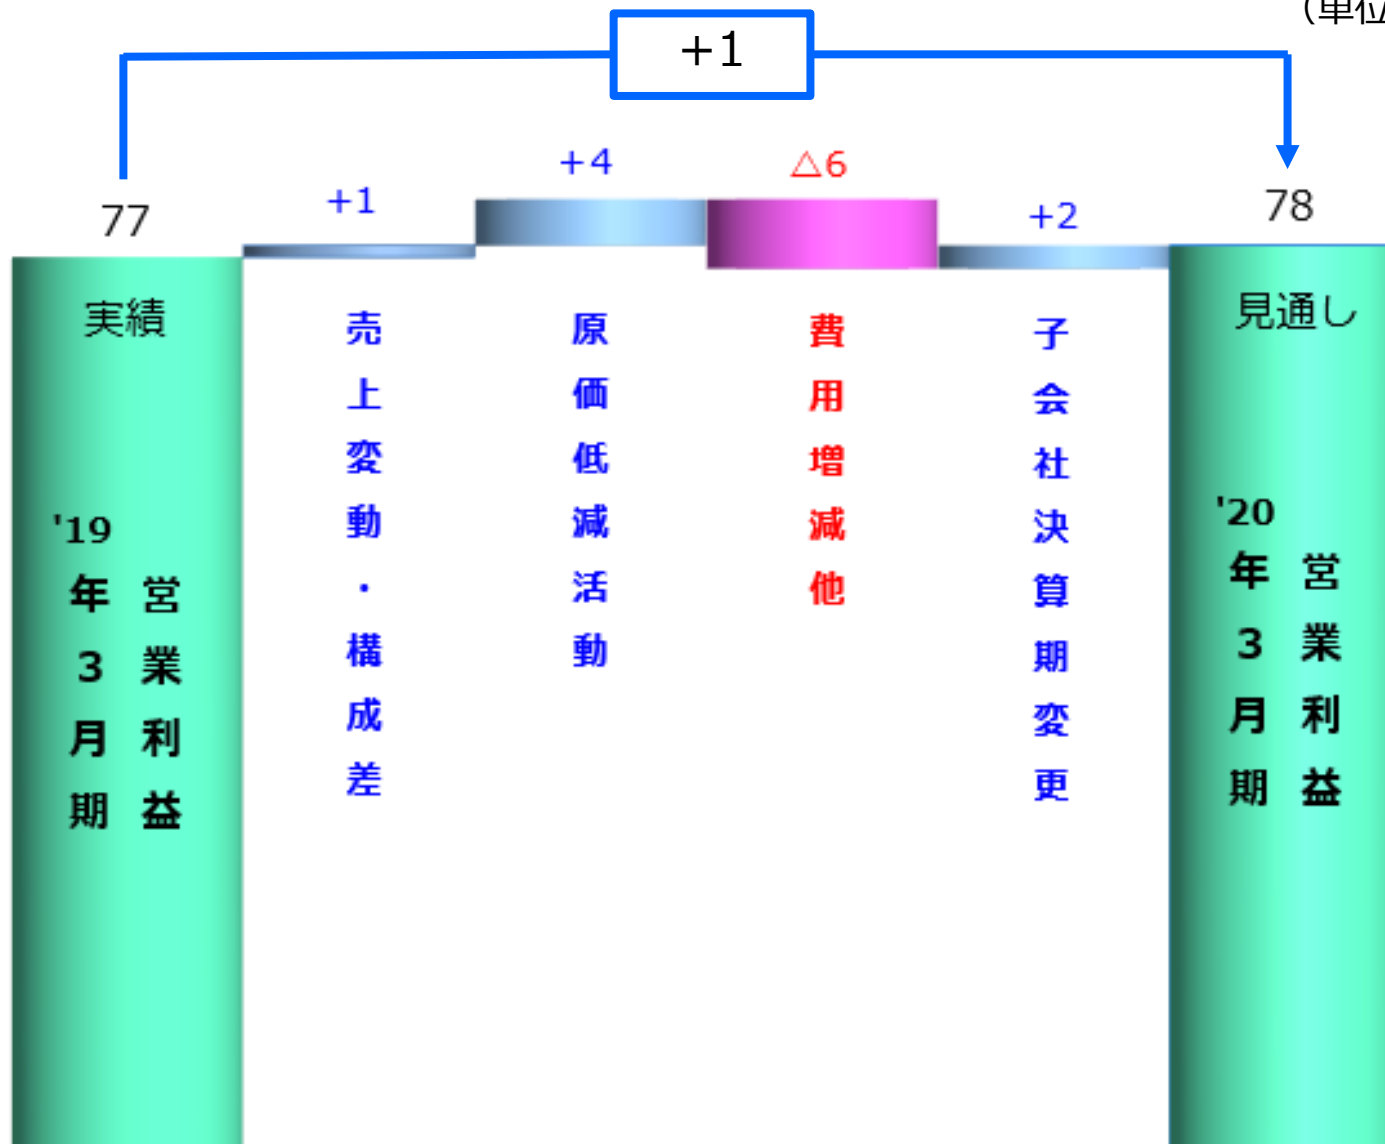 （単位
+1
77
+1
+4
△6
+2
78
実績
'19年3月期
営業利益
売上変動・構成差
原価低減活動
費用増減他
子会社決算期変更
見通し
'20年3月期
営業利益